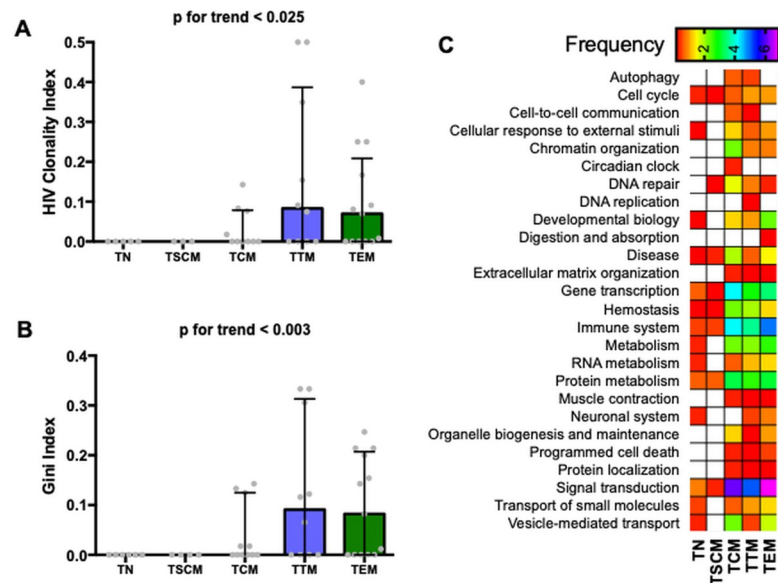 A
p for trend < 0.025
HIV Clonality Index
0.5
0.4
0.3
0.2
0.1
0.0
TN TSCM TCM TTM TEM
B
p for trend < 0.003
Gini Index
0.4
0.3
0.2
0.1
0.0
TN TSCM TCM TTM TEM
C
Frequency
2 4 6
Autophagy
Cell cycle
Cell-to-cell communication
Cellular response to external stimuli
Chromatin organization
Circadian clock
DNA repair
DNA replication
Developmental biology
Digestion and absorption
Disease
Extracellular matrix organization
Gene transcription
Hemostasis
Immune system
Metabolism
RNA metabolism
Protein metabolism
Muscle contraction
Neuronal system
Organelle biogenesis and maintenance
Programmed cell death
Protein localization
Signal transduction
Transport of small molecules
Vesicle-mediated transport
TN TSCM TCM TTM TEM